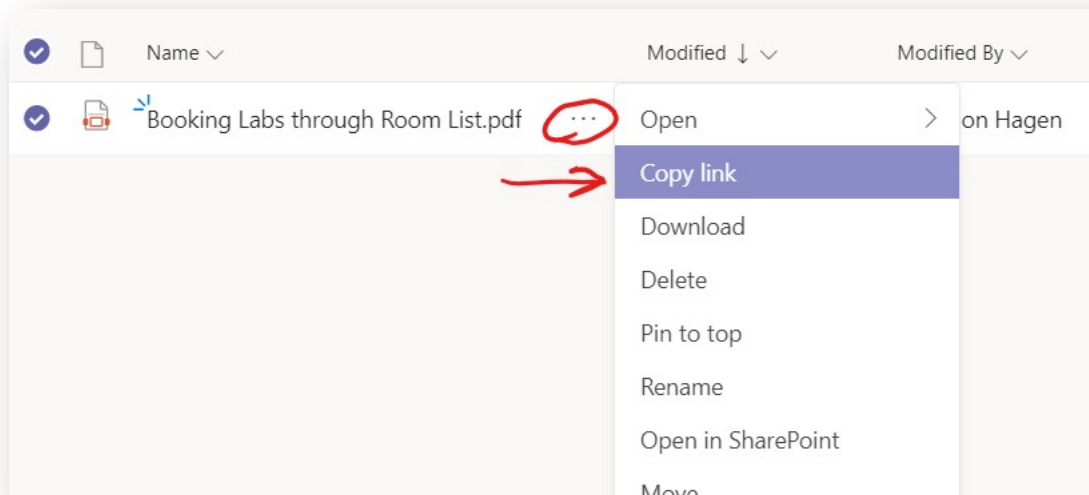 Name Modified Modified By
Booking Labs through Room List.pdf ... Open on Hagen
Copy link
Download
Delete
Pin to top
Rename
Open in SharePoint
Move